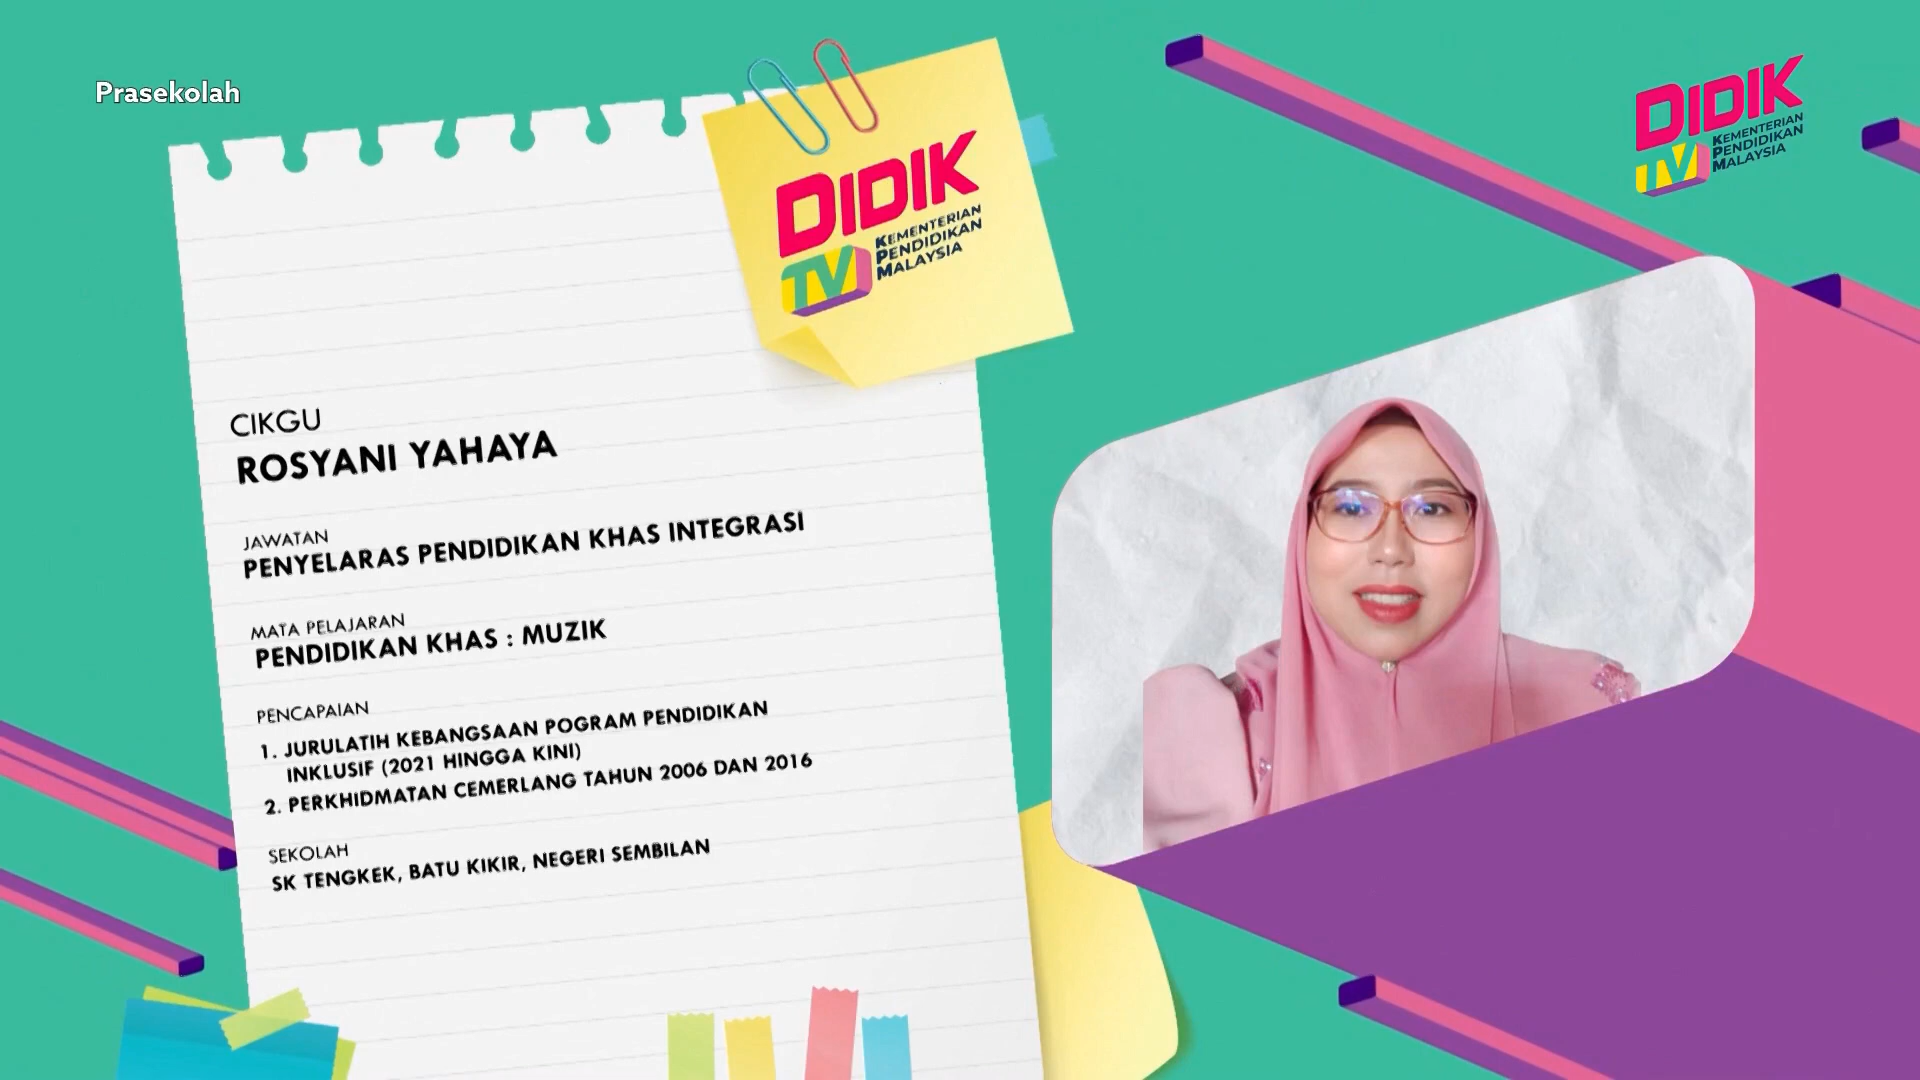 Prasekolah
DIDIK
TV
KEMENTERIAN
PENDIDIKAN
MALAYSIA
DIDIK
TV
KEMENTERIAN
PENDIDIKAN
MALAYSIA
CIKGU
ROSYANI YAHAYA
JAWATAN
PENYELARAS PENDIDIKAN KHAS INTEGRASI
MATA PELAJARAN
PENDIDIKAN KHAS : MUZIK
PENCAPAIAN
1. JURULATIH KEBANGSAAN POGRAM PENDIDIKAN
INKLUSIF (2021 HINGGA KINI)
2. PERKHIDMATAN CEMERLANG TAHUN 2006 DAN 2016
SEKOLAH
SK TENGKEK, BATU KIKIR, NEGERI SEMBILAN